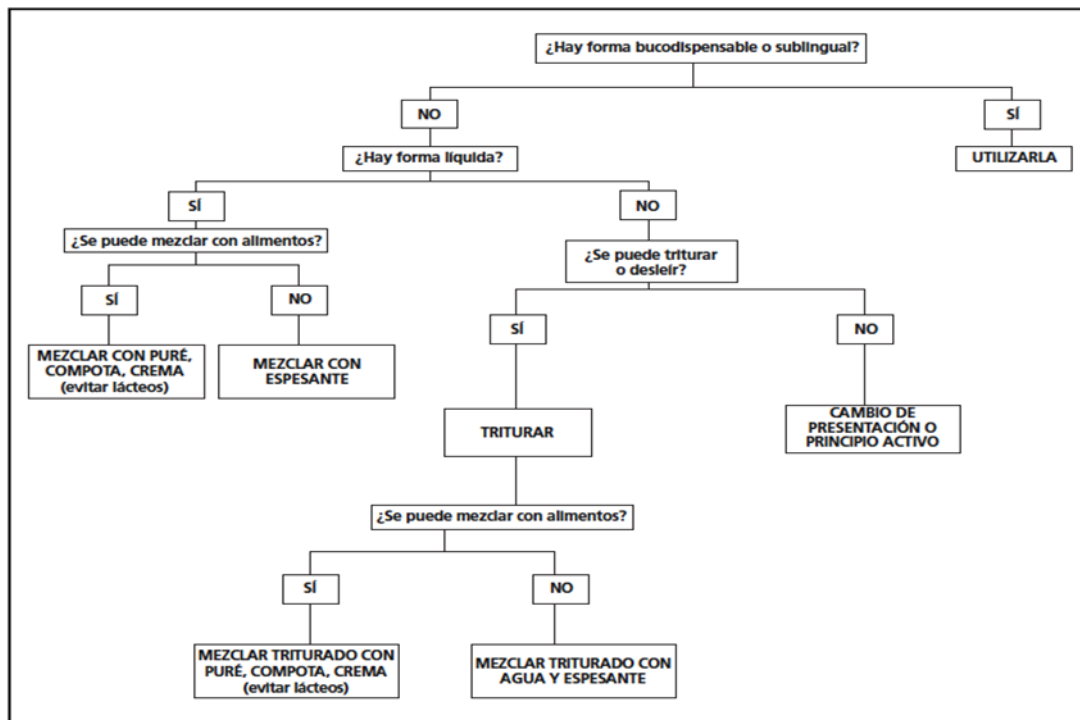 ¿Hay forma bucodispensable o sublingual?
NO
SÍ
¿Hay forma líquida?
UTILIZARLA
SÍ
NO
¿Se puede mezclar con alimentos?
¿Se puede triturar
o desleír?
SÍ
NO
SÍ
NO
MEZCLAR CON PURÉ,
COMPOTA, CREMA
(evitar lácteos)
MEZCLAR CON
ESPESANTE
TRITURAR
CAMBIO DE
PRESENTACIÓN O
PRINCIPIO ACTIVO
¿Se puede mezclar con alimentos?
SÍ
NO
MEZCLAR TRITURADO CON
PURÉ, COMPOTA, CREMA
(evitar lácteos)
MEZCLAR TRITURADO CON
AGUA Y ESPESANTE